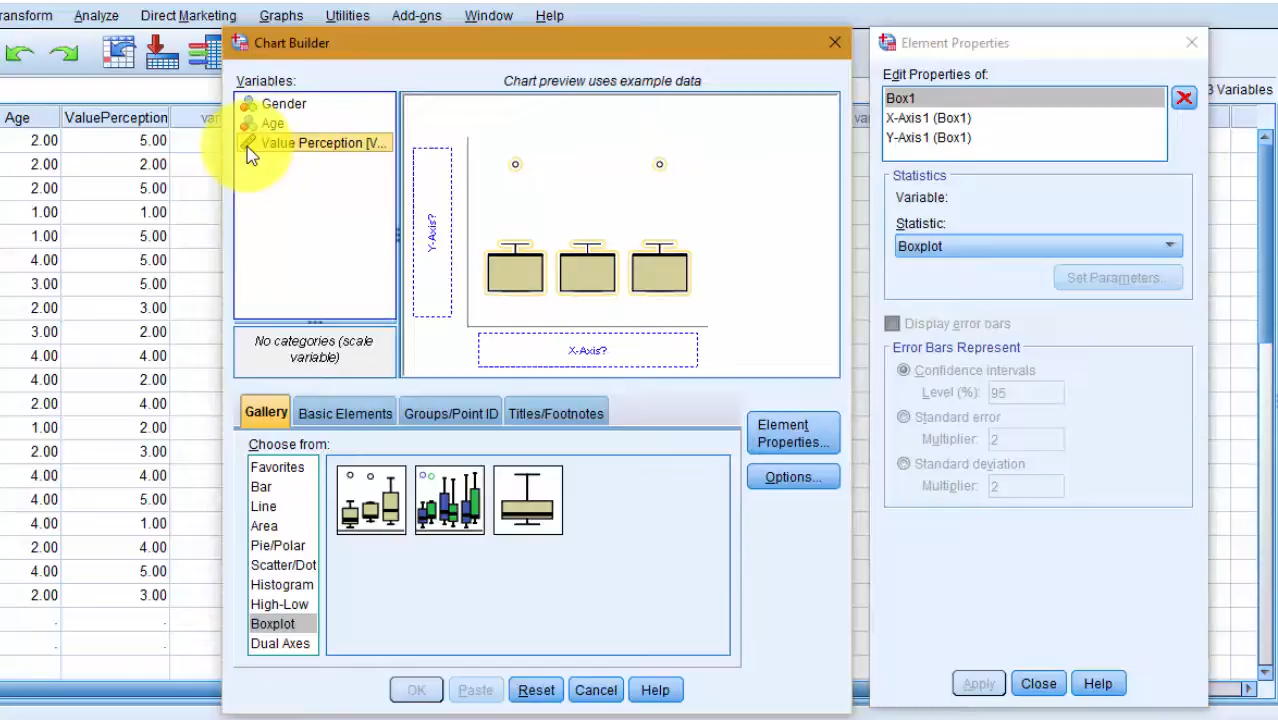 ransform Analyze Direct Marketing Graphs Utilities Add-ons Window Help
Chart Builder
Variables:
Chart preview uses example data
Gender
Age
Value Perception [V...
Y-Axis?
X-Axis?
No categories (scale
variable)
Gallery Basic Elements Groups/Point ID Titles/Footnotes
Choose from:
Favorites
Bar
Line
Area
Pie/Polar
Scatter/Dot
Histogram
High-Low
Boxplot
Dual Axes
Element
Properties...
Options...
OK Paste Reset Cancel Help
Element Properties
Edit Properties of:
Box1
X-Axis1 (Box1)
Y-Axis1 (Box1)
Statistics
Variable:
Statistic:
Boxplot
Set Parameters...
Display error bars
Error Bars Represent
Confidence intervals
Level (%): 95
Standard error
Multiplier: 2
Standard deviation
Multiplier: 2
Apply Close Help
3 Variables
Age ValuePerception var
va
2.00 5.00
2.00 2.00
2.00 5.00
1.00 1.00
1.00 5.00
4.00 5.00
3.00 5.00
2.00 3.00
3.00 2.00
4.00 4.00
4.00 2.00
2.00 4.00
1.00 2.00
2.00 3.00
4.00 4.00
4.00 5.00
4.00 1.00
2.00 4.00
4.00 5.00
2.00 3.00